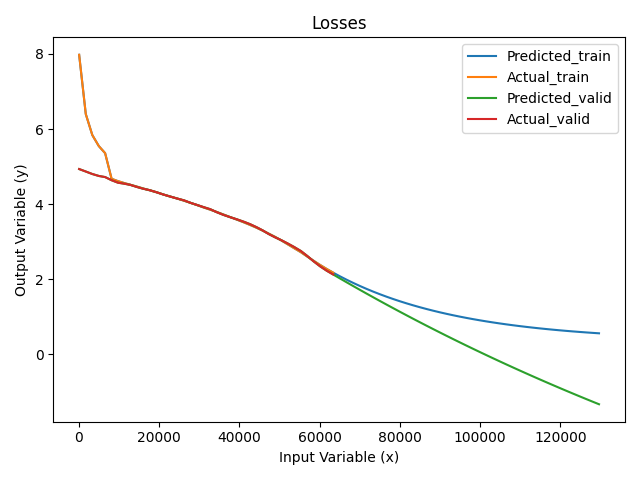 Losses
Predicted_train
Actual_train
Predicted_valid
Actual_valid
Output Variable (y)
8
6
4
2
0
0 20000 40000 60000 80000 100000 120000
Input Variable (x)